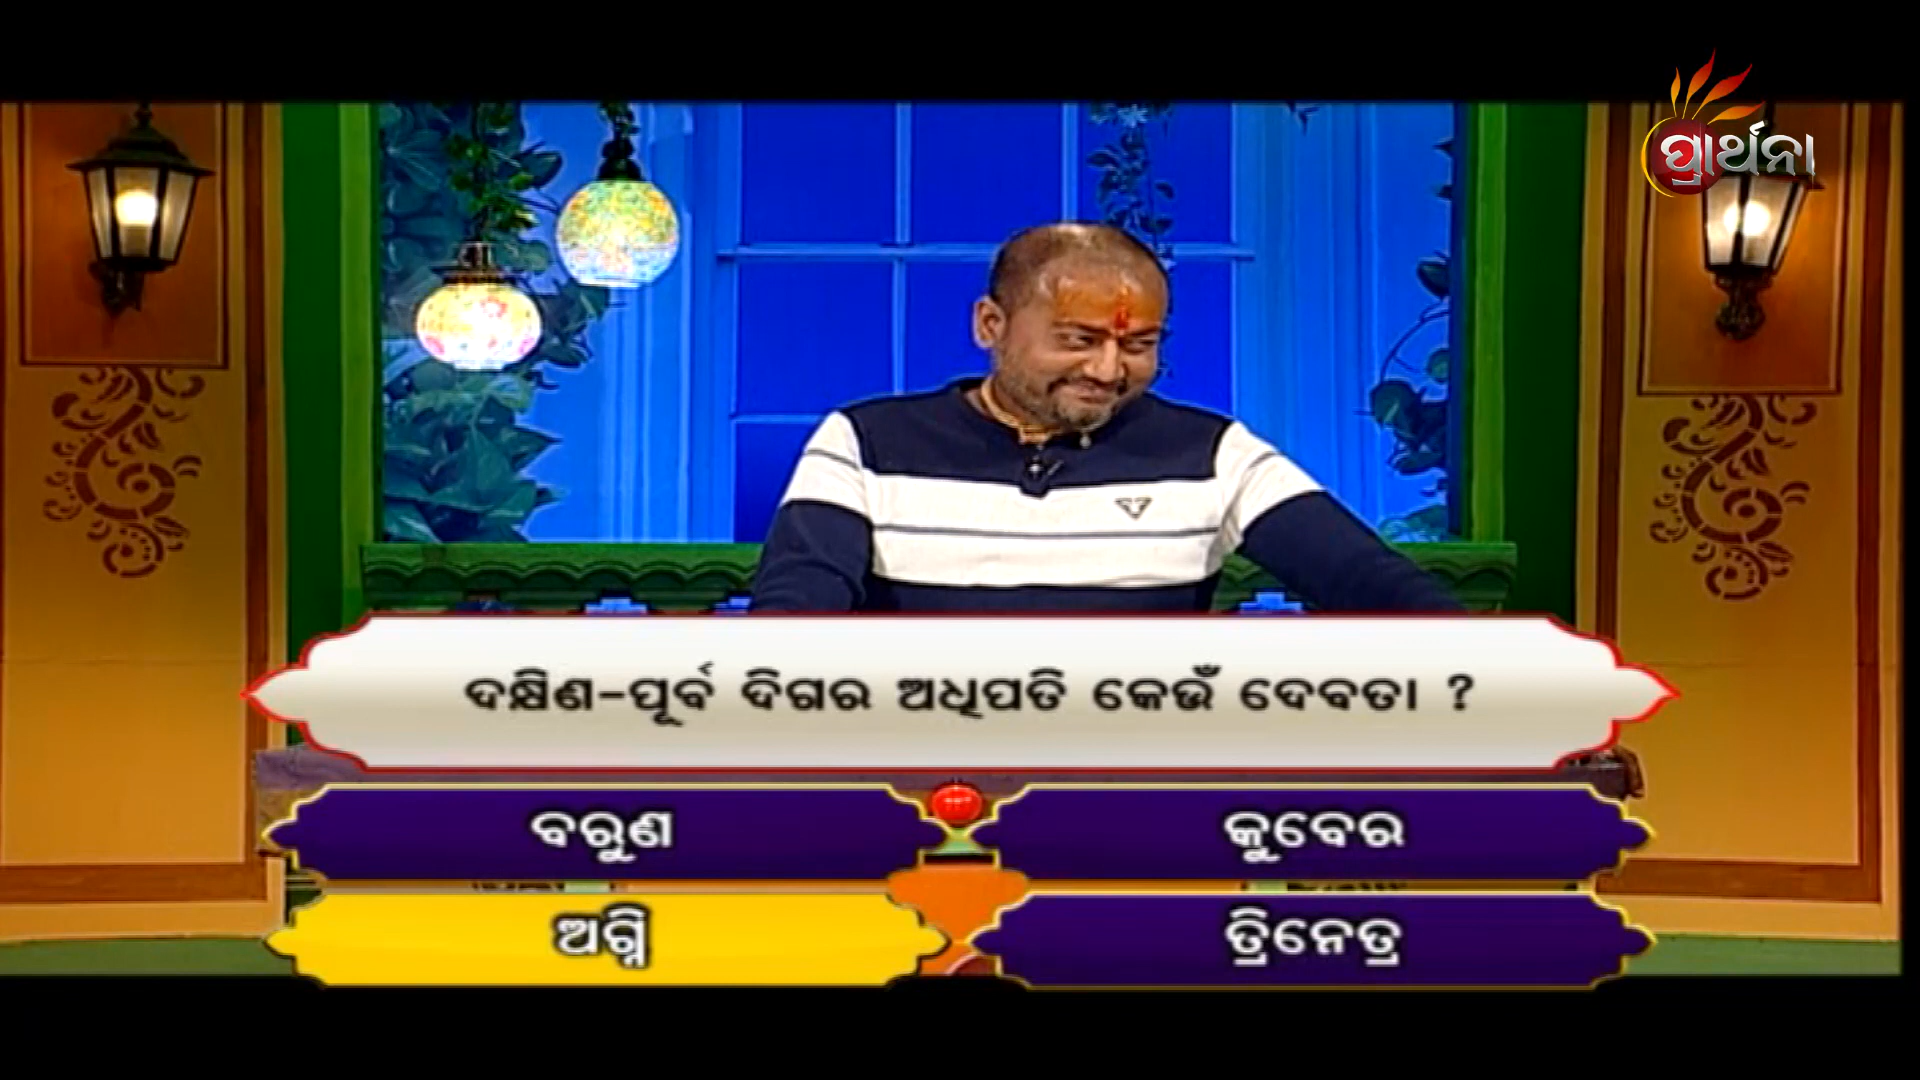 ପ୍ରାର୍ଥନା
ଦକ୍ଷିଣ-ପୂର୍ବ ଦିଗର ଅଧିପତି କେଉଁ ଦେବତା ?
ବରୁଣ
କୁବେର
ଅଗ୍ନି
ତ୍ରିନେତ୍ର